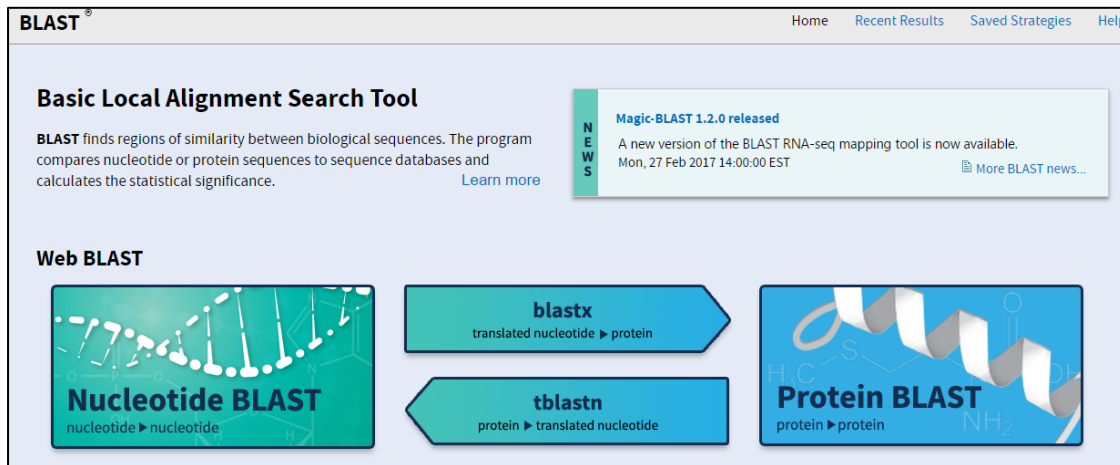 BLAST ®
Home Recent Results Saved Strategies
Basic Local Alignment Search Tool
BLAST finds regions of similarity between biological sequences. The program
compares nucleotide or protein sequences to sequence databases and
calculates the statistical significance.
Learn more
NEWS
Magic-BLAST 1.2.0 released
A new version of the BLAST RNA-seq mapping tool is now available.
Mon, 27 Feb 2017 14:00:00 EST
More BLAST news...
Web BLAST
Nucleotide BLAST
nucleotide ▶ nucleotide
blastx
translated nucleotide ▶ protein
tblastn
protein ▶ translated nucleotide
O
S
H₃C
OH
NH₂
Protein BLAST
protein ▶ protein